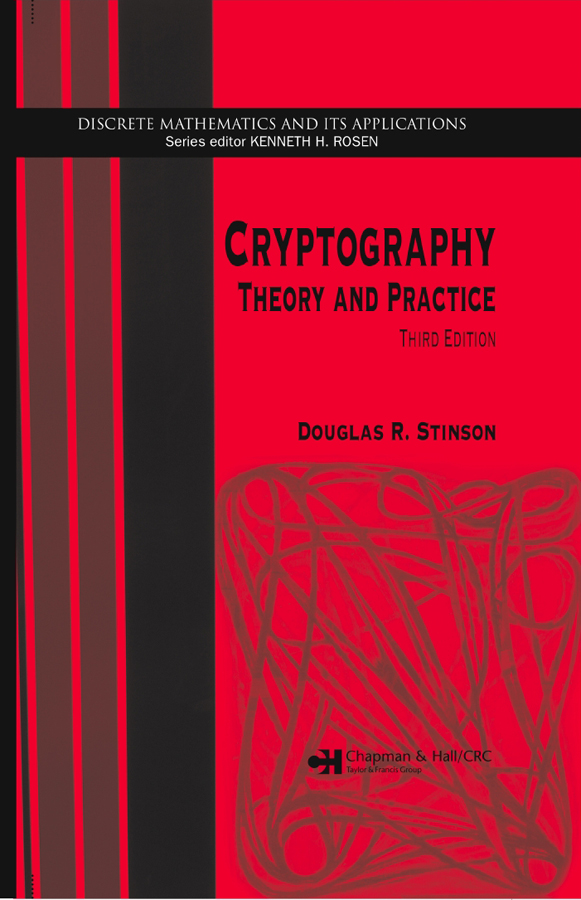 DISCRETE MATHEMATICS AND ITS APPLICATIONS
Series editor KENNETH H. ROSEN
CRYPTOGRAPHY
THEORY AND PRACTICE
THIRD EDITION
DOUGLAS R. STINSON
CH Chapman & Hall/CRC
Taylor & Francis Group